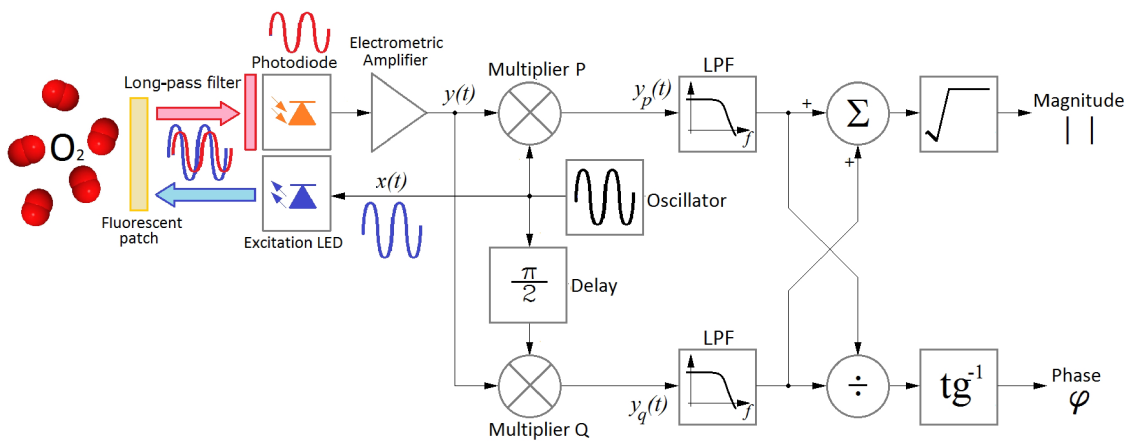 Electrometric
Amplifier
Photodiode
Long-pass filter
O₂
Fluorescent
patch
Excitation LED
y(t)
x(t)
Multiplier P
y_p(t)
LPF
f
+
Σ
+
√
Magnitude
| |
Oscillator
π
2
Delay
Multiplier Q
y_q(t)
LPF
f
÷
tg⁻¹
Phase
φ